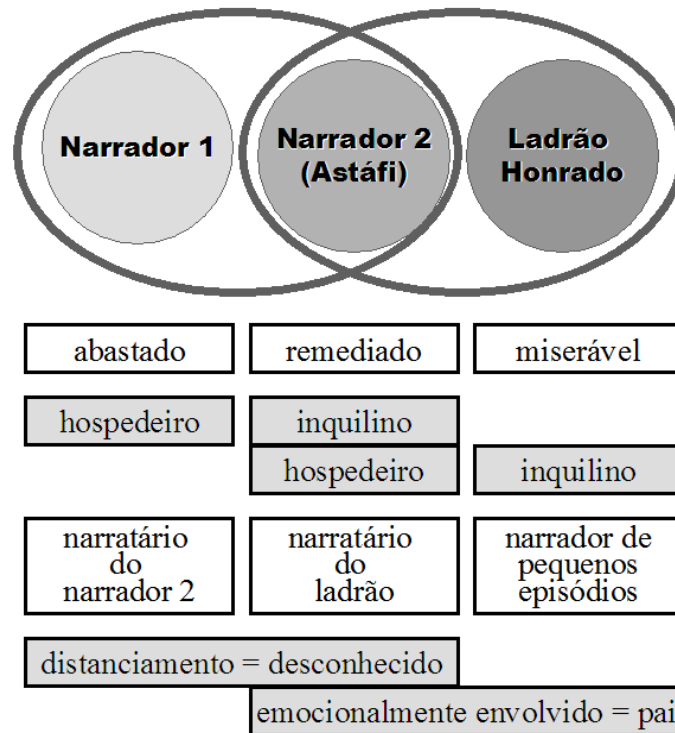 Narrador 1
Narrador 2
(Astáfi)
Ladrão
Honrado
abastado
remediado
miserável
hospedeiro
inquilino
hospedeiro
inquilino
narratário
do
narrador 2
narratário
do
ladrão
narrador de
pequenos
episódios
distanciamento = desconhecido
emocionalmente envolvido = pai